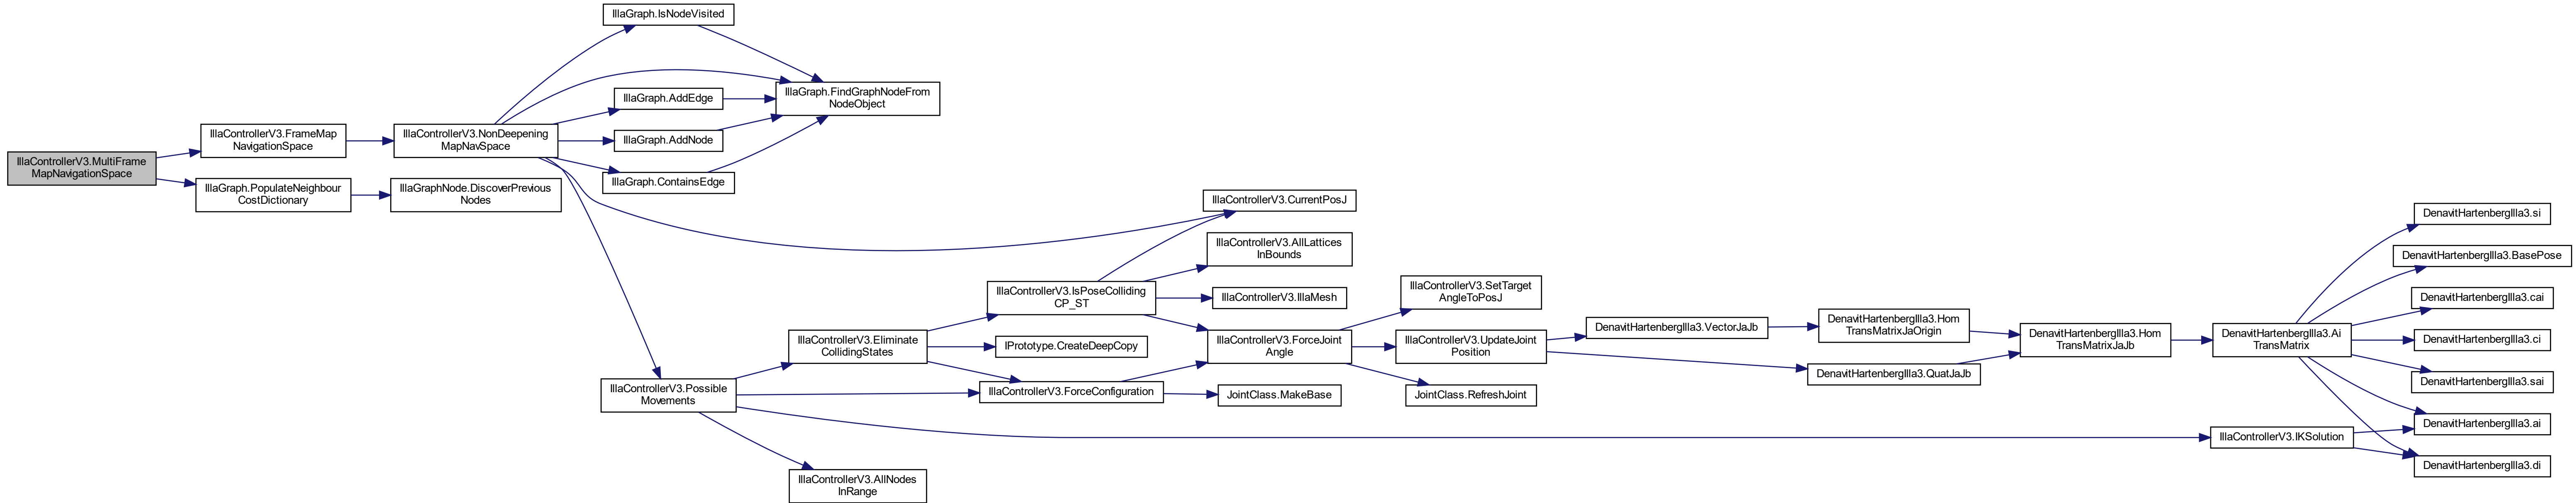 IllaControllerV3.MultiFrame
MapNavigationSpace
IllaControllerV3.FrameMap
NavigationSpace
IllaGraph.PopulateNeighbour
CostDictionary
IllaControllerV3.NonDeepening
MapNavSpace
IllaGraphNode.DiscoverPrevious
Nodes
IllaGraph.IsNodeVisited
IllaGraph.AddEdge
IllaGraph.AddNode
IllaGraph.ContainsEdge
IllaControllerV3.Possible
Movements
IllaGraph.FindGraphNodeFrom
NodeObject
IllaControllerV3.Eliminate
CollidingStates
IllaControllerV3.AllNodes
InRange
IllaControllerV3.IsPoseColliding
CP_ST
IPrototype.CreateDeepCopy
IllaControllerV3.ForceConfiguration
IllaControllerV3.CurrentPosJ
IllaControllerV3.AllLattices
InBounds
IllaControllerV3.IllaMesh
IllaControllerV3.ForceJoint
Angle
JointClass.MakeBase
IllaControllerV3.SetTarget
AngleToPosJ
IllaControllerV3.UpdateJoint
Position
JointClass.RefreshJoint
DenavitHartenbergIlla3.VectorJaJb
DenavitHartenbergIlla3.Hom
TransMatrixJaOrigin
DenavitHartenbergIlla3.QuatJaJb
DenavitHartenbergIlla3.Hom
TransMatrixJaJb
DenavitHartenbergIlla3.Ai
TransMatrix
IllaControllerV3.IKSolution
DenavitHartenbergIlla3.si
DenavitHartenbergIlla3.BasePose
DenavitHartenbergIlla3.cai
DenavitHartenbergIlla3.ci
DenavitHartenbergIlla3.sai
DenavitHartenbergIlla3.ai
DenavitHartenbergIlla3.di